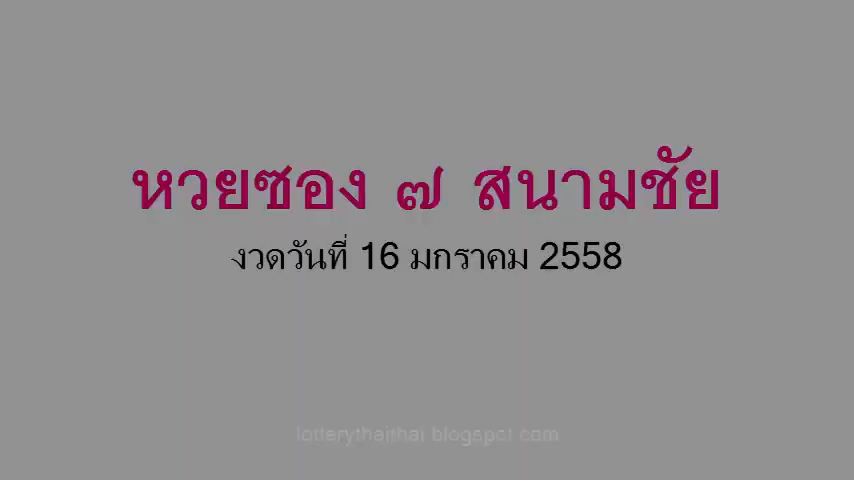 หวยซอง ๗ สนามชัย
งวดวันที่ 16 มกราคม 2558
lotterythaithai.blogspot.com